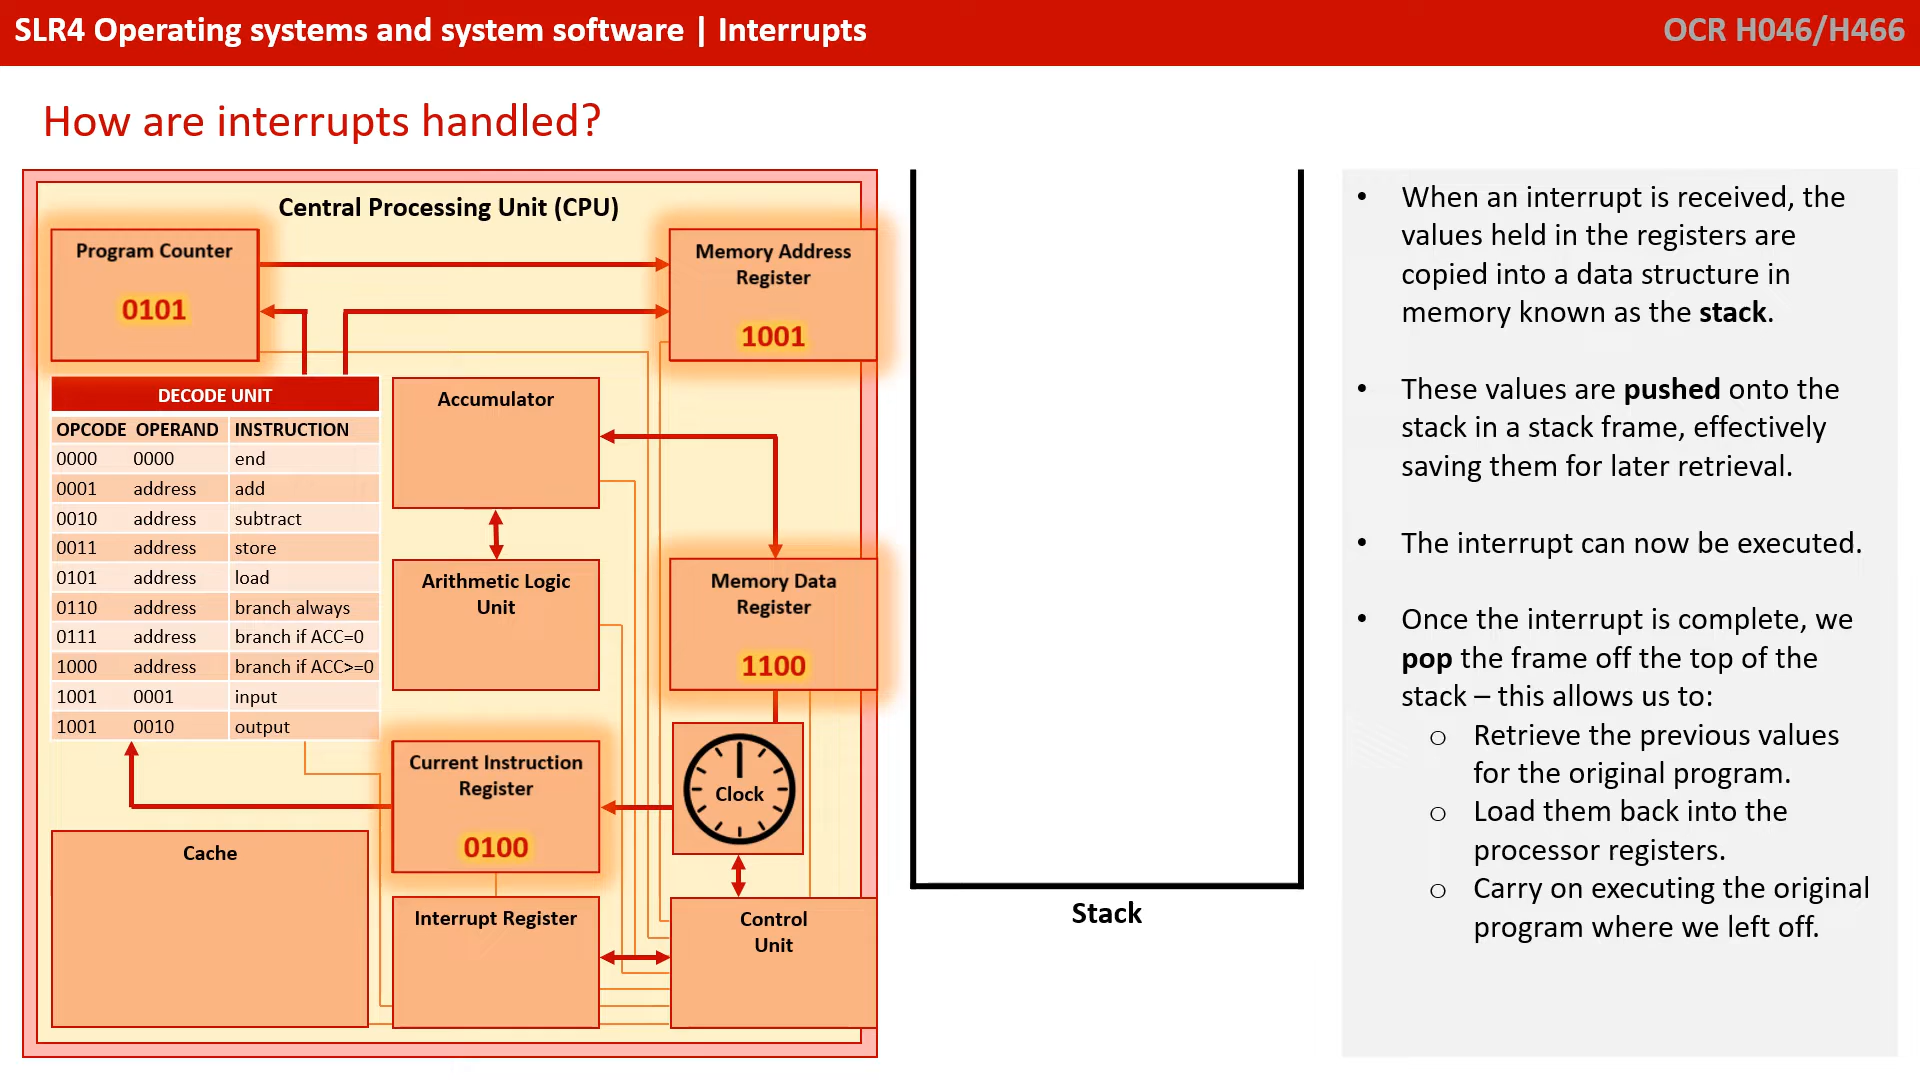 SLR4 Operating systems and system software | Interrupts
OCR H046/H466
How are interrupts handled?
Central Processing Unit (CPU)
Program Counter
0101
Memory Address
Register
1001
DECODE UNIT
OPCODE OPERAND INSTRUCTION
0000 0000 end
0001 address add
0010 address subtract
0011 address store
0101 address load
0110 address branch always
0111 address branch if ACC=0
1000 address branch if ACC>=0
1001 0001 input
1001 0010 output
Accumulator
Arithmetic Logic
Unit
Memory Data
Register
1100
Current Instruction
Register
0100
Clock
Cache
Interrupt Register
Control
Unit
Stack
• When an interrupt is received, the
values held in the registers are
copied into a data structure in
memory known as the stack.
• These values are pushed onto the
stack in a stack frame, effectively
saving them for later retrieval.
• The interrupt can now be executed.
• Once the interrupt is complete, we
pop the frame off the top of the
stack – this allows us to:
o Retrieve the previous values
for the original program.
o Load them back into the
processor registers.
o Carry on executing the original
program where we left off.